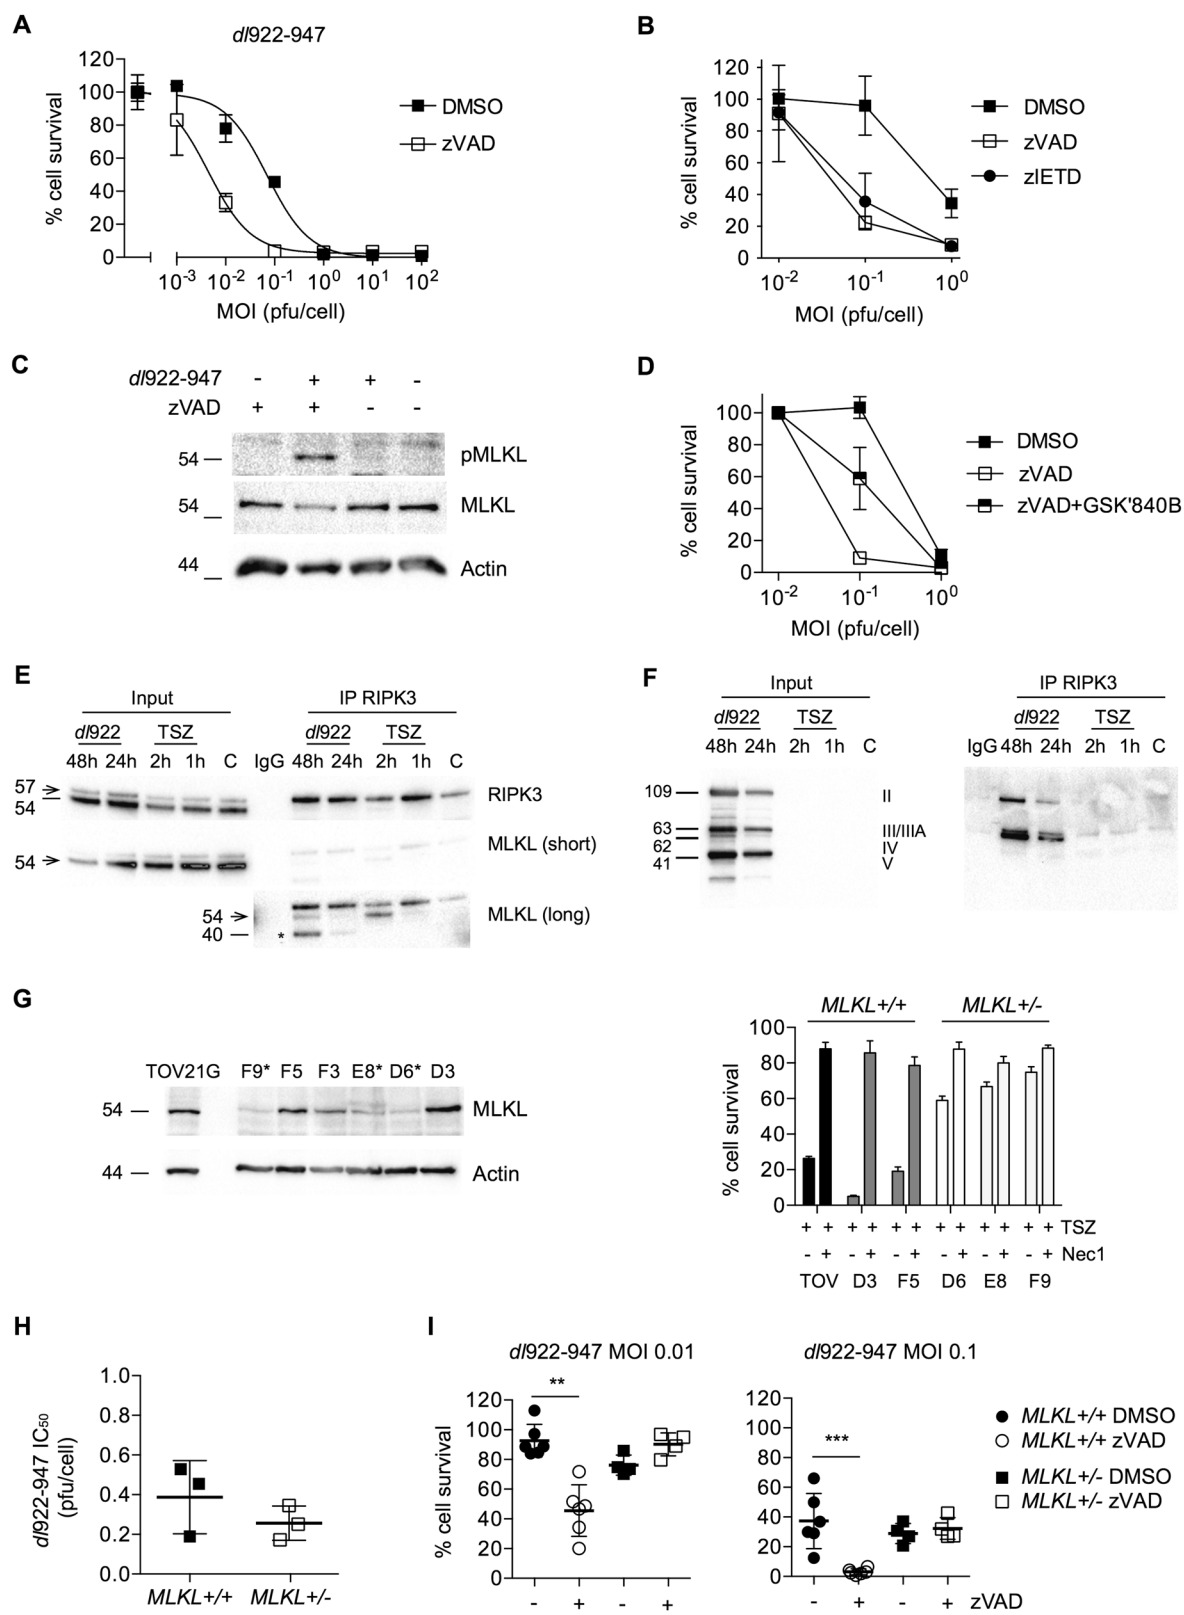 A
dl922-947
120
100
80
60
40
20
0
% cell survival
10-3 10-2 10-1 100 101 102
MOI (pfu/cell)
DMSO
zVAD
B
120
100
80
60
40
20
0
% cell survival
10-2 10-1 100
MOI (pfu/cell)
DMSO
zVAD
zIETD
C
dl922-947 - + + -
zVAD + + - -
54 pMLKL
54 MLKL
44 Actin
D
100
80
60
40
20
0
% cell survival
10-2 10-1 100
MOI (pfu/cell)
DMSO
zVAD
zVAD+GSK'840B
E
Input IP RIPK3
dl922 TSZ dl922 TSZ
48h 24h 2h 1h C IgG 48h 24h 2h 1h C
57
54 RIPK3
MLKL (short)
54
MLKL (long)
54
40 *
F
Input IP RIPK3
dl922 TSZ dl922 TSZ
48h 24h 2h 1h C IgG 48h 24h 2h 1h C
109 II
63 III/IIIA
62 IV
41 V
G
TOV21G F9* F5 F3 E8* D6* D3
54 MLKL
44 Actin
MLKL+/+ MLKL+/-
100
80
60
40
20
0
% cell survival
+ + + + + + + + + + + + TSZ
- + - + - + - + - + - + Nec1
TOV D3 F5 D6 E8 F9
H
1.0
0.8
0.6
0.4
0.2
0.0
dl922-947 IC50
(pfu/cell)
MLKL+/+ MLKL+/-
I
dl922-947 MOI 0.01
**
120
100
80
60
40
20
0
% cell survival
- + - +
dl922-947 MOI 0.1
***
120
100
80
60
40
20
0
- + - + zVAD
MLKL+/+ DMSO
MLKL+/+ zVAD
MLKL+/- DMSO
MLKL+/- zVAD